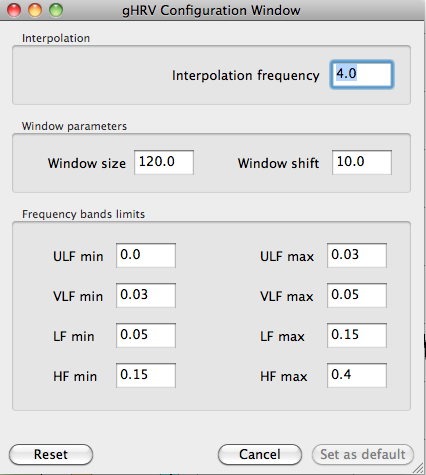 gHRV Configuration Window
Interpolation
Interpolation frequency 4.0
Window parameters
Window size 120.0 Window shift 10.0
Frequency bands limits
ULF min 0.0 ULF max 0.03
VLF min 0.03 VLF max 0.05
LF min 0.05 LF max 0.15
HF min 0.15 HF max 0.4
Reset Cancel Set as default